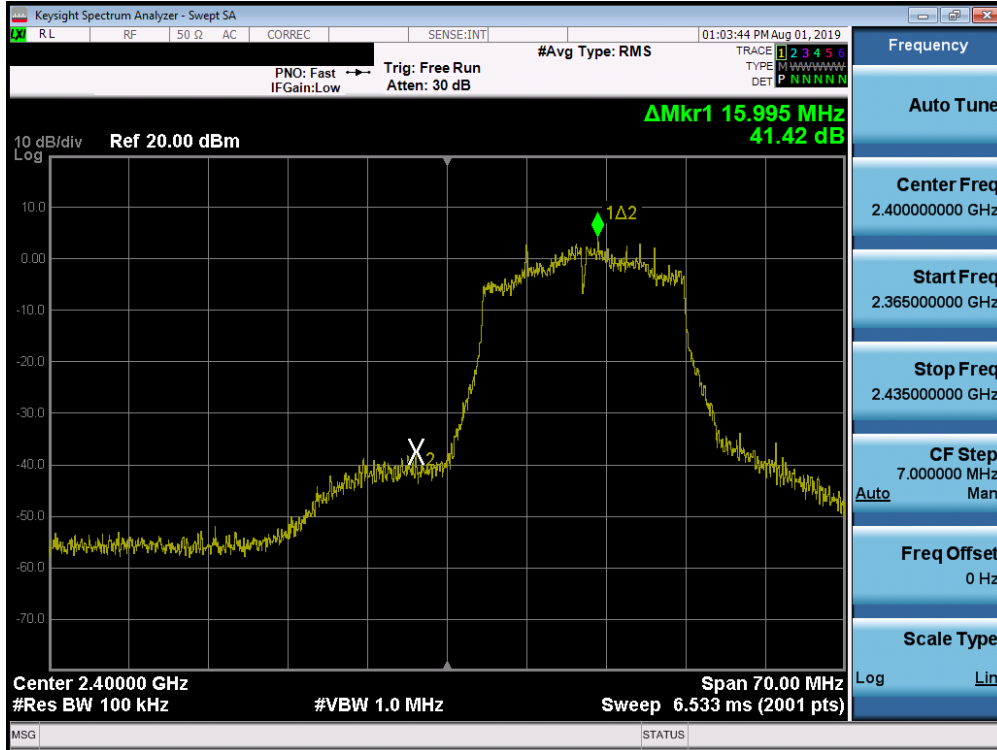 Keysight Spectrum Analyzer - Swept SA
LXI RL RF 50 Ω AC CORREC SENSE:INT 01:03:44 PM Aug 01, 2019
#Avg Type: RMS TRACE 1 2 3 4 5 6
PNO: Fast Trig: Free Run TYPE M WWWWW
IFGain:Low Atten: 30 dB DET P N N N N N
ΔMkr1 15.995 MHz
41.42 dB
10 dB/div Ref 20.00 dBm
Log
1Δ2
10.0
0.00
-10.0
-20.0
-30.0
X2
-40.0
-50.0
-60.0
-70.0
Center 2.40000 GHz Span 70.00 MHz
#Res BW 100 kHz #VBW 1.0 MHz Sweep 6.533 ms (2001 pts)
MSG STATUS
Frequency
Auto Tune
Center Freq
2.400000000 GHz
Start Freq
2.365000000 GHz
Stop Freq
2.435000000 GHz
CF Step
7.000000 MHz
Auto Man
Freq Offset
0 Hz
Scale Type
Log Lin